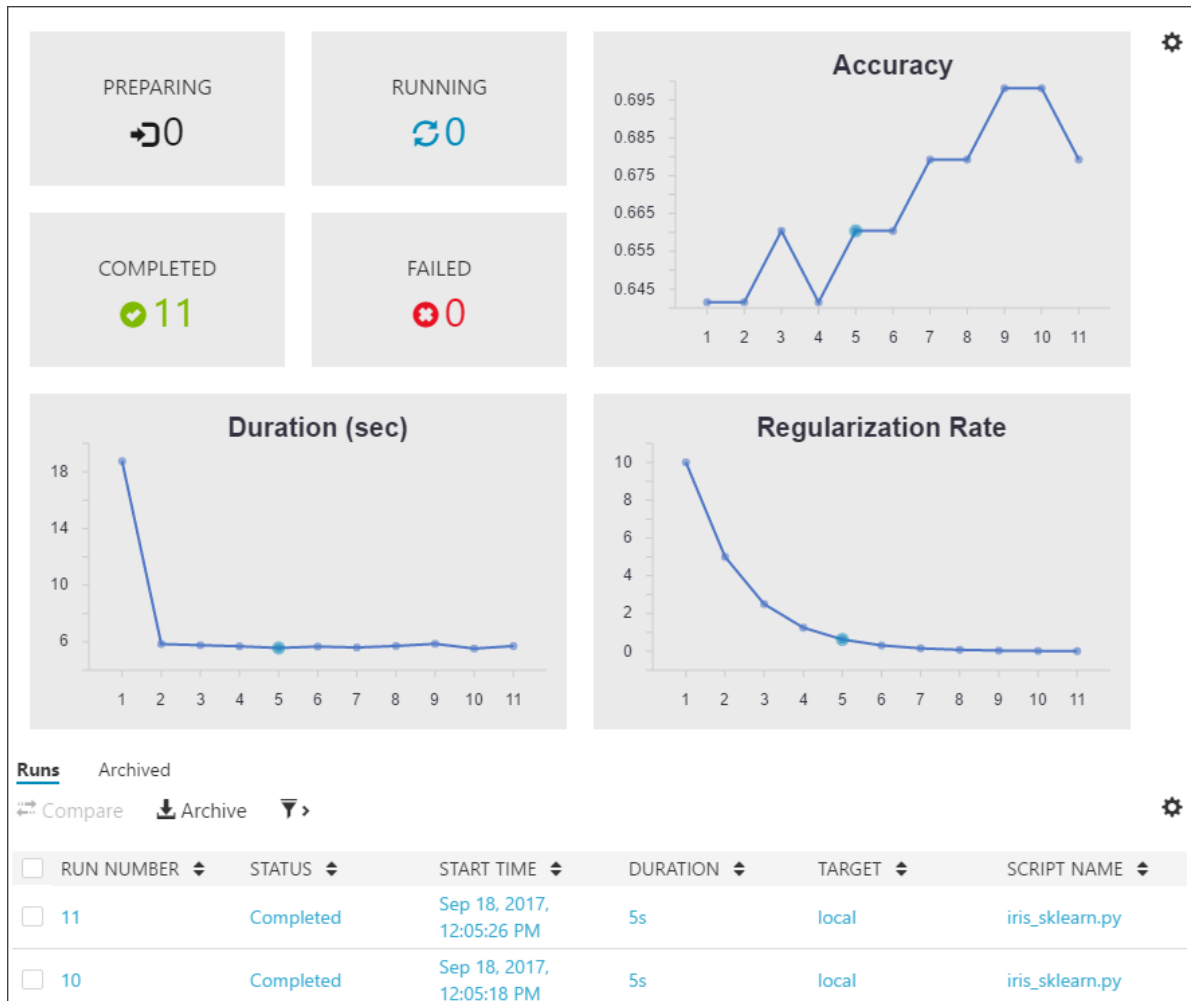 PREPARING
0
RUNNING
0
COMPLETED
11
FAILED
0
Accuracy
0.695
0.685
0.675
0.665
0.655
0.645
1 2 3 4 5 6 7 8 9 10 11
Duration (sec)
18
14
10
6
1 2 3 4 5 6 7 8 9 10 11
Regularization Rate
10
8
6
4
2
0
1 2 3 4 5 6 7 8 9 10 11
Runs Archived
Compare Archive
RUN NUMBER STATUS START TIME DURATION TARGET SCRIPT NAME
11 Completed Sep 18, 2017, 5s local iris_sklearn.py
12:05:26 PM
10 Completed Sep 18, 2017, 5s local iris_sklearn.py
12:05:18 PM